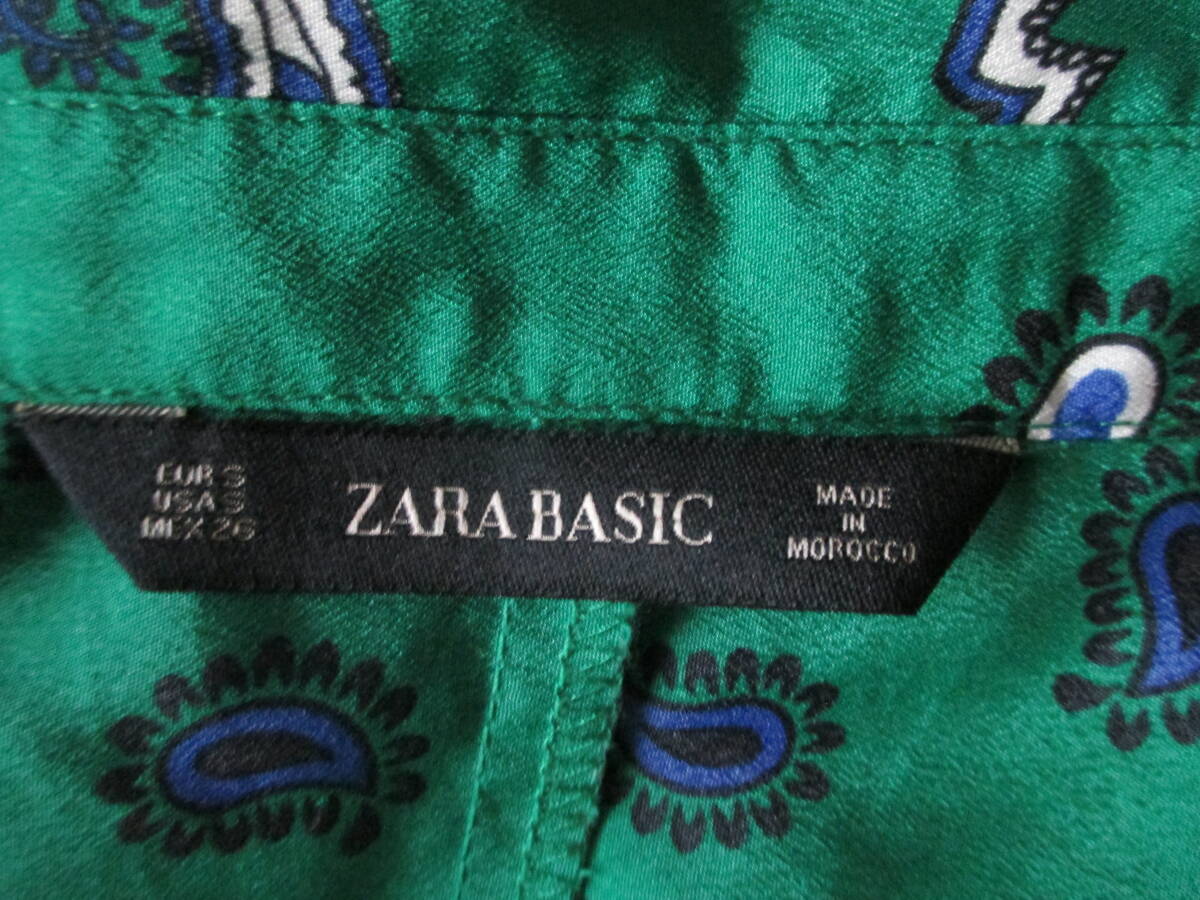 EUR S
USA S
MEX 26
ZARA BASIC
MADE
IN
MOROCCO